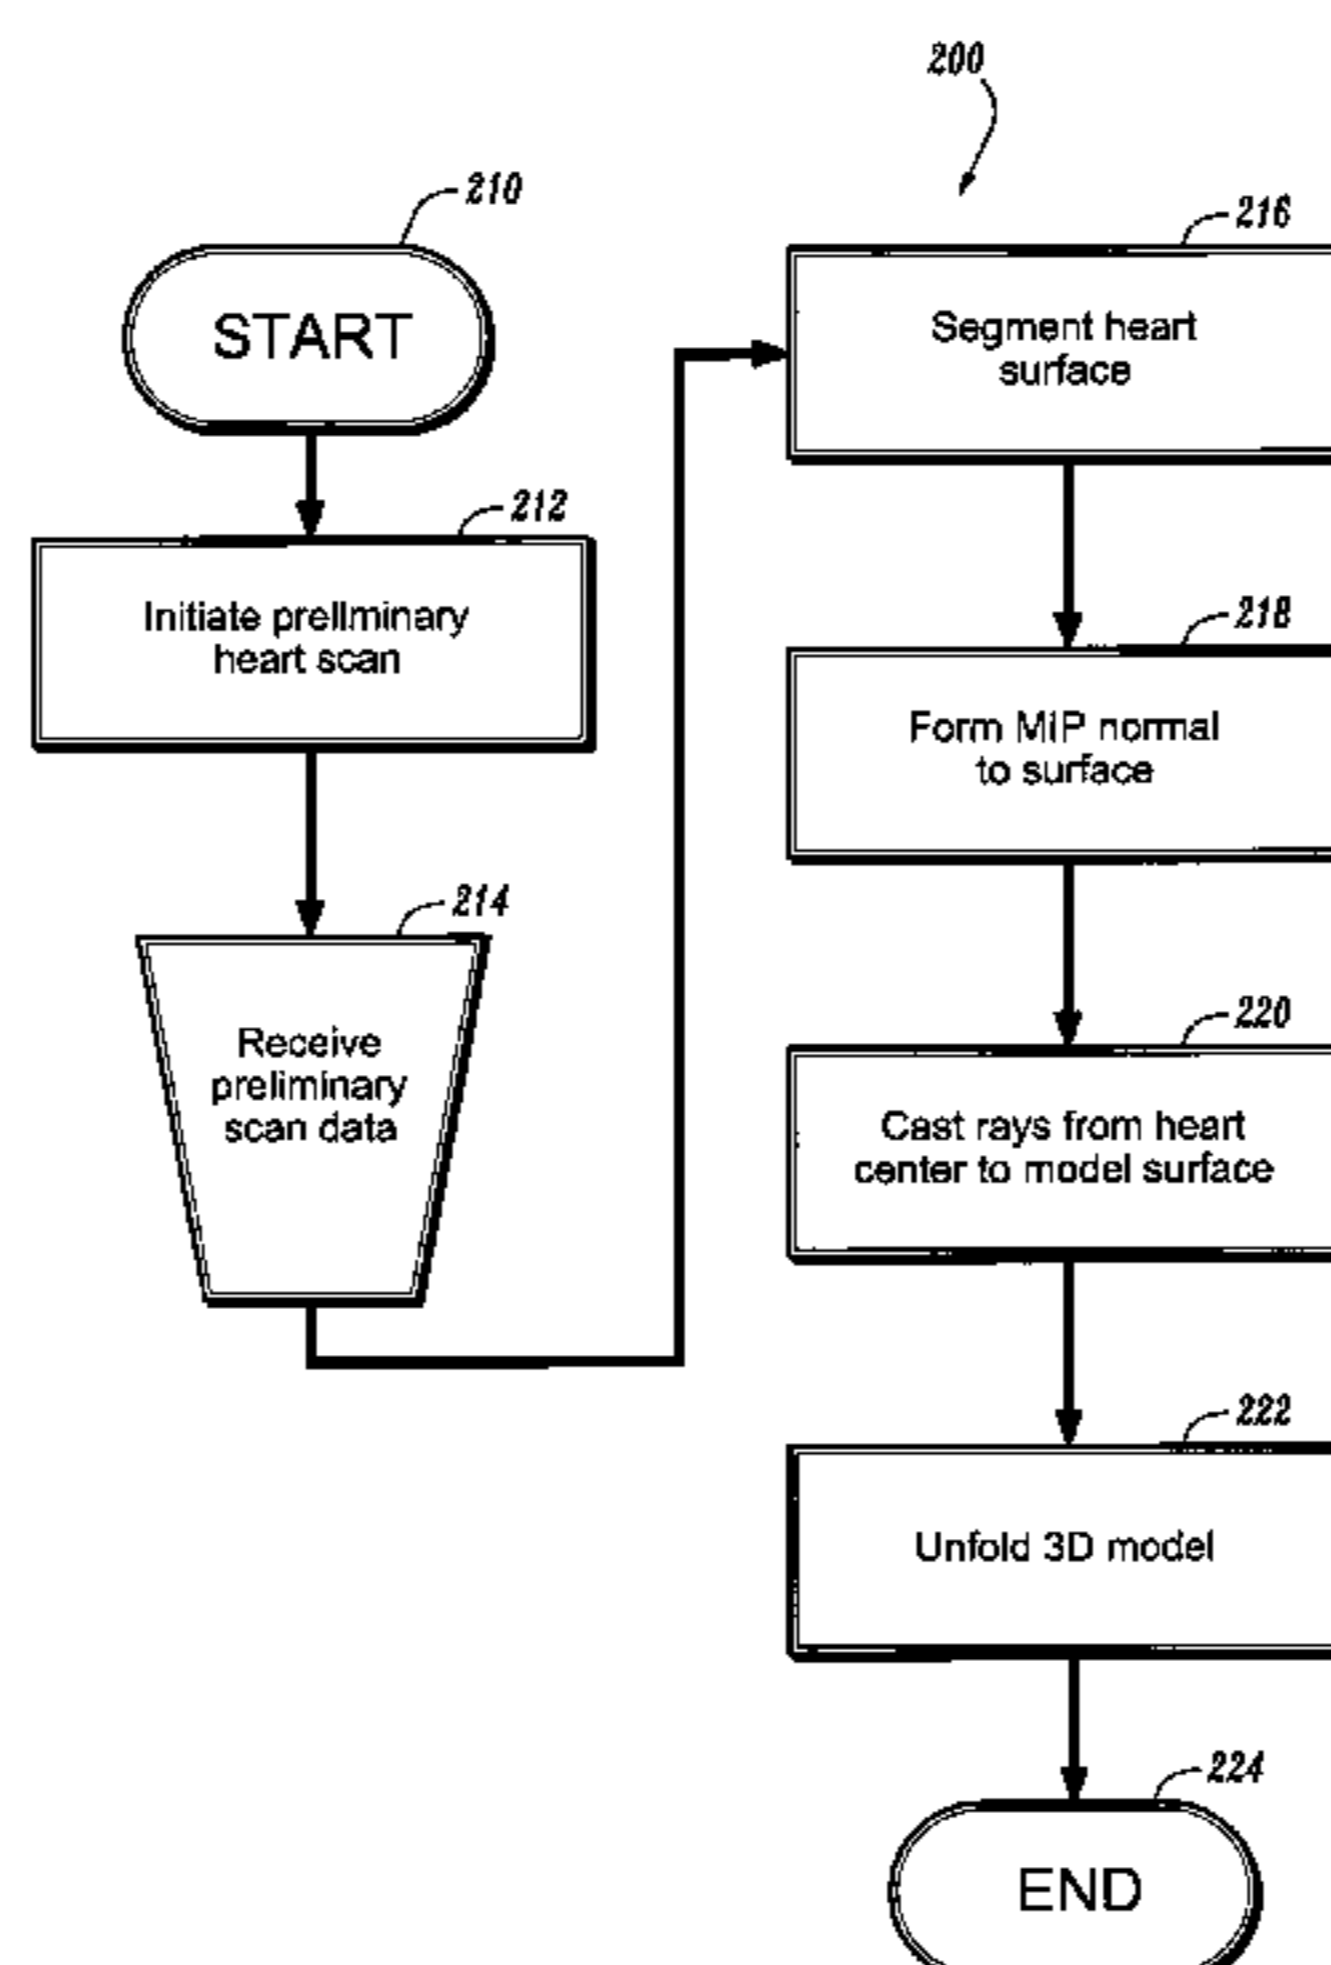 200
210
START
212
Initiate preliminary
heart scan
214
Receive
preliminary
scan data
216
Segment heart
surface
218
Form MIP normal
to surface
220
Cast rays from heart
center to model surface
222
Unfold 3D model
224
END